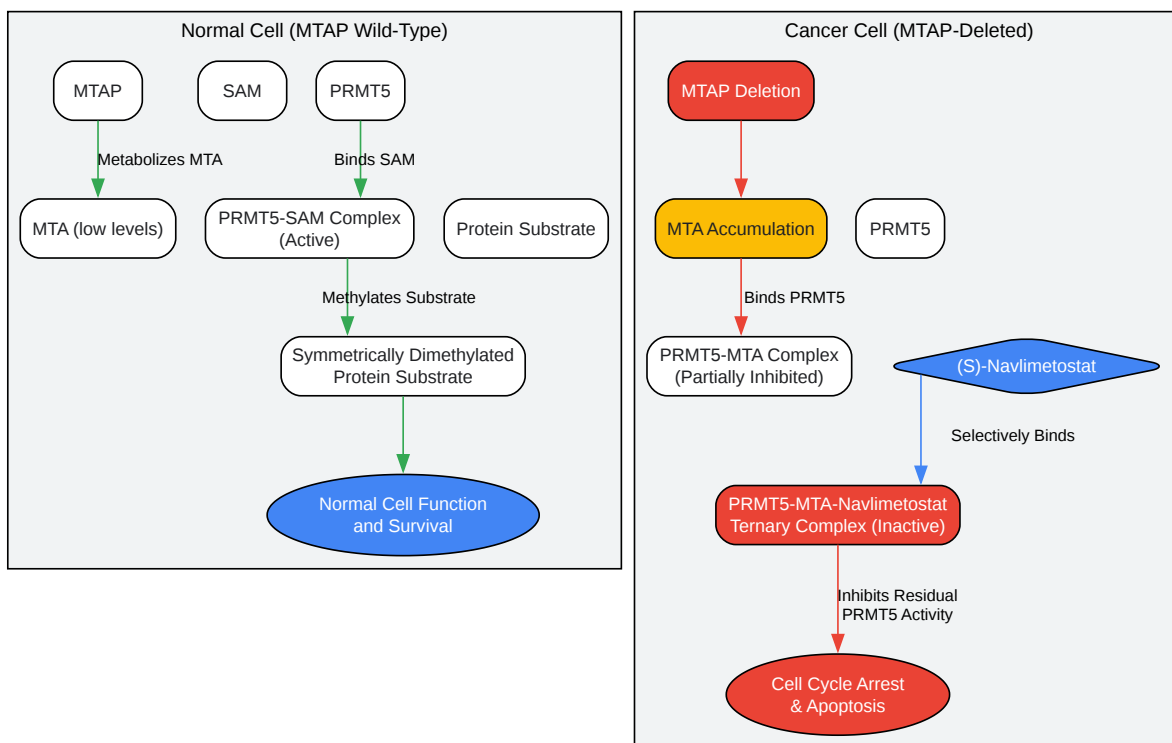 Normal Cell (MTAP Wild-Type)
MTAP
SAM
PRMT5
Metabolizes MTA
Binds SAM
MTA (low levels)
PRMT5-SAM Complex
(Active)
Protein Substrate
Methylates Substrate
Symmetrically Dimethylated
Protein Substrate
Normal Cell Function
and Survival
Cancer Cell (MTAP-Deleted)
MTAP Deletion
MTA Accumulation
PRMT5
Binds PRMT5
PRMT5-MTA Complex
(Partially Inhibited)
(S)-Navlimetostat
Selectively Binds
PRMT5-MTA-Navlimetostat
Ternary Complex (Inactive)
Inhibits Residual
PRMT5 Activity
Cell Cycle Arrest
& Apoptosis